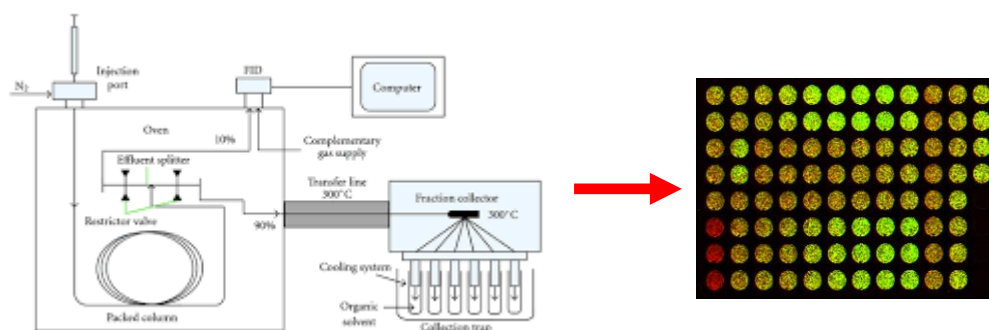 Injection
port
N2
FID
Computer
Oven
10%
Complementary
gas supply
Effluent splitter
Transfer line
300°C
Fraction collector
300°C
Restrictor valve
90%
Cooling system
Organic
solvent
Packed column
Collection trap